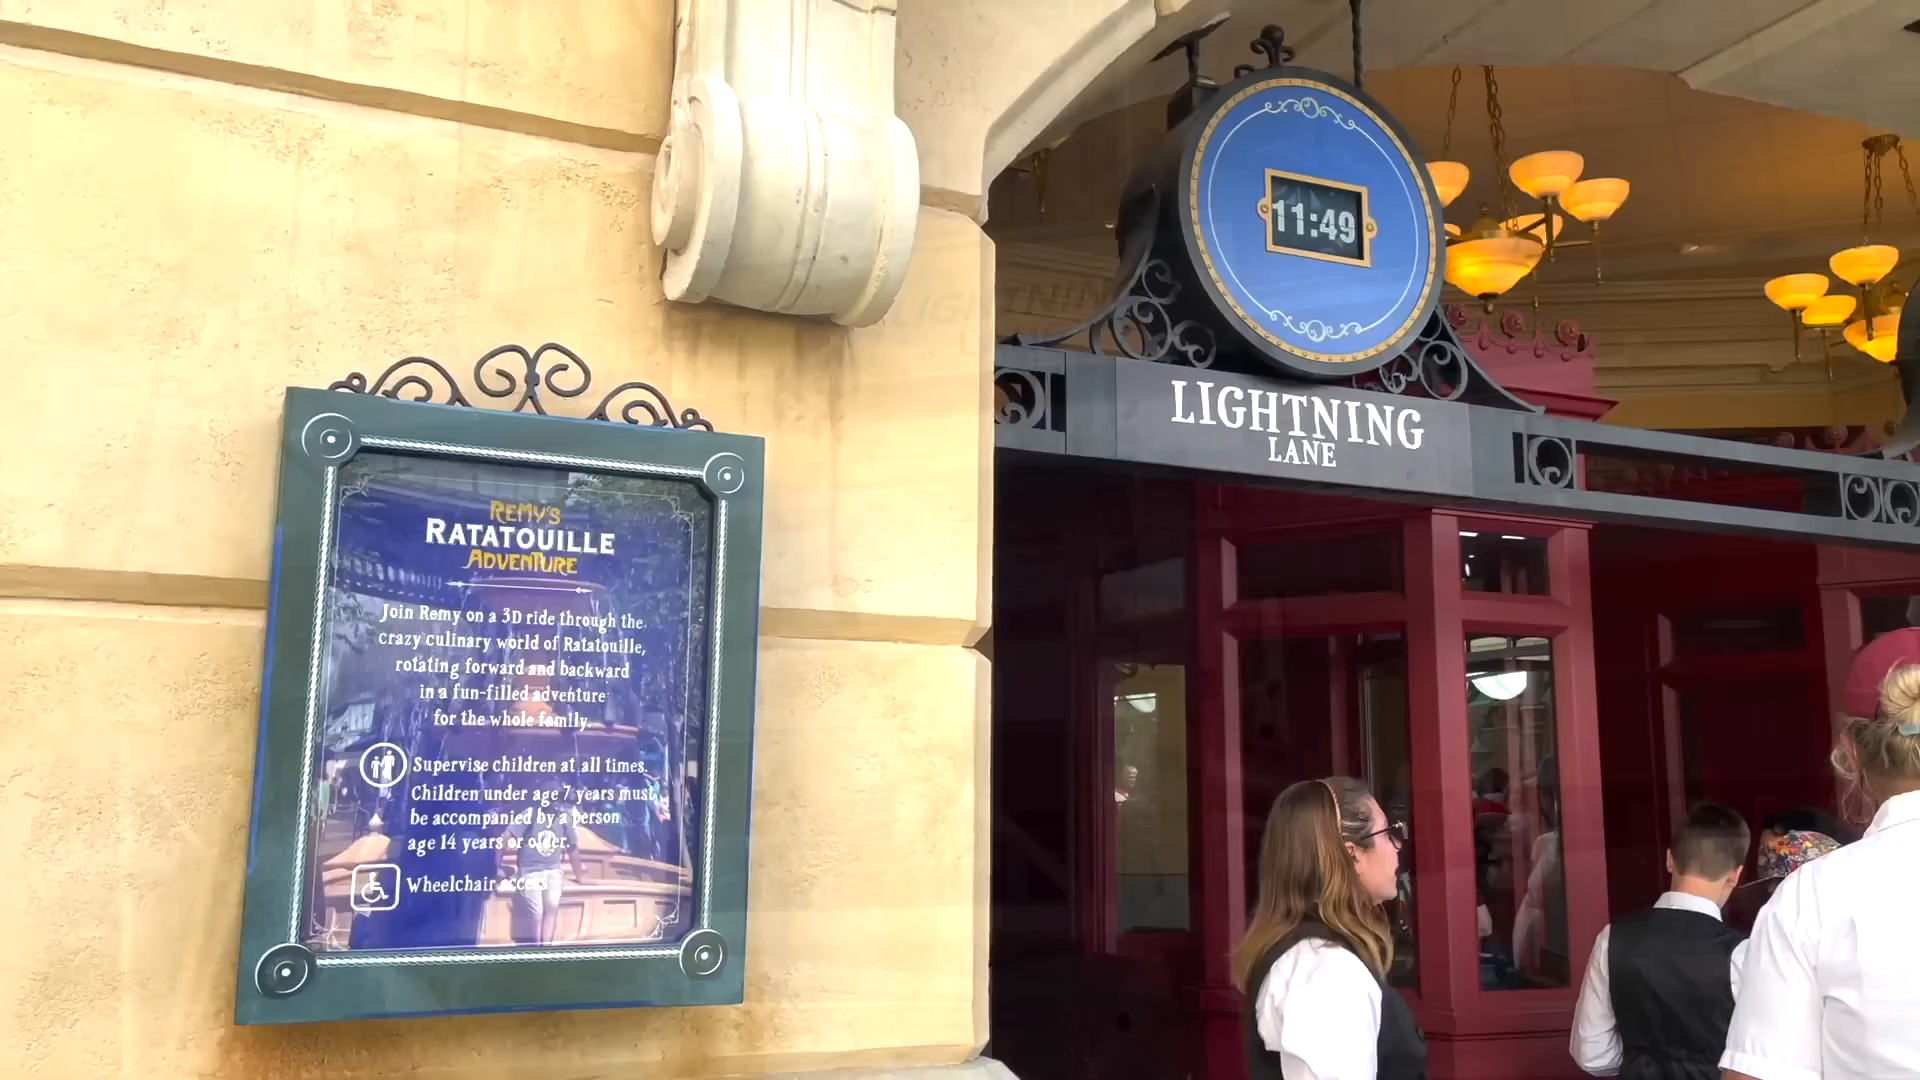 REMY'S
RATATOUILLE
ADVENTURE
Join Remy on a 3D ride through the
crazy culinary world of Ratatouille,
rotating forward and backward
in a fun-filled adventure
for the whole family.
Supervise children at all times.
Children under age 7 years must
be accompanied by a person
age 14 years or older.
Wheelchair access
11:49
LIGHTNING
LANE